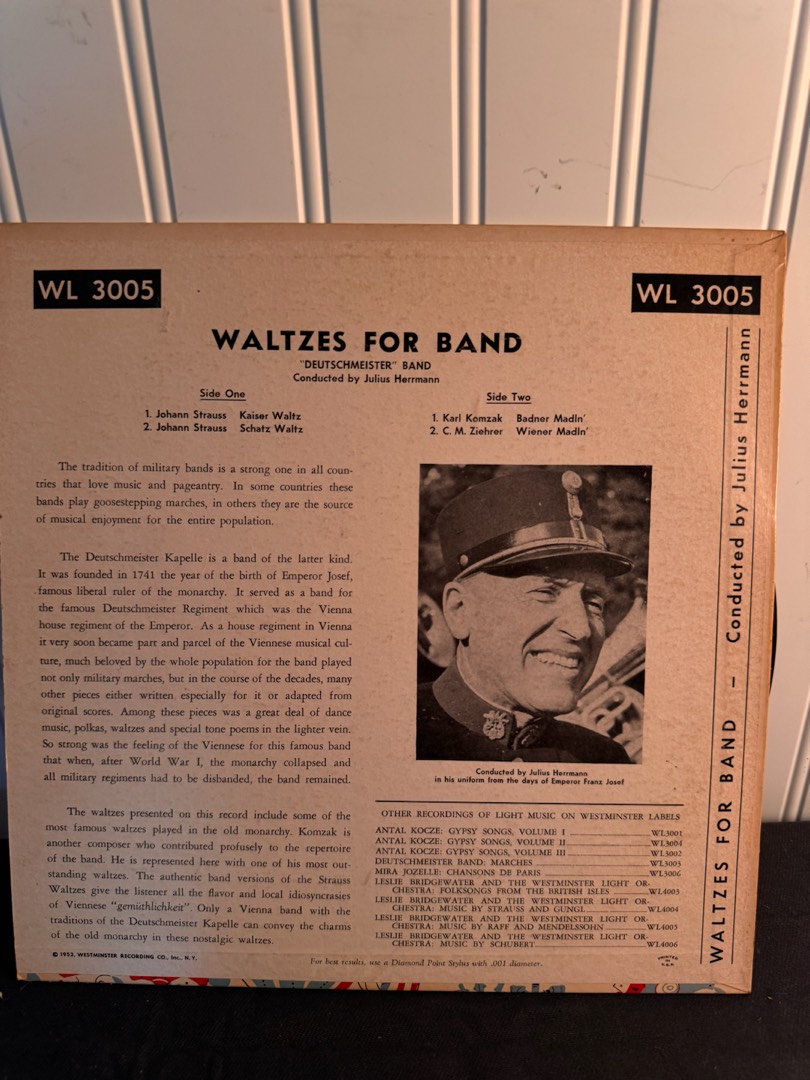 WL 3005
WL 3005
WALTZES FOR BAND
"DEUTSCHMEISTER" BAND
Conducted by Julius Herrmann
Side One
1. Johann Strauss Kaiser Waltz
2. Johann Strauss Schatz Waltz
Side Two
1. Karl Komzak Badner Madln'
2. C. M. Ziehrer Wiener Madln'
The tradition of military bands is a strong one in all coun-
tries that love music and pageantry. In some countries these
bands play goosestepping marches, in others they are the source
of musical enjoyment for the entire population.
The Deutschmeister Kapelle is a band of the latter kind.
It was founded in 1741 the year of the birth of Emperor Josef,
famous liberal ruler of the monarchy. It served as a band for
the famous Deutschmeister Regiment which was the Vienna
house regiment of the Emperor. As a house regiment in Vienna
it very soon became part and parcel of the Viennese musical cul-
ture, much beloved by the whole population for the band played
not only military marches, but in the course of the decades, many
other pieces either written especially for it or adapted from
original scores. Among these pieces was a great deal of dance
music, polkas, waltzes and special tone poems in the lighter vein.
So strong was the feeling of the Viennese for this famous band
that when, after World War I, the monarchy collapsed and
all military regiments had to be disbanded, the band remained.
The waltzes presented on this record include some of the
most famous waltzes played in the old monarchy. Komzak is
another composer who contributed profusely to the repertoire
of the band. He is represented here with one of his most out-
standing waltzes. The authentic band versions of the Strauss
Waltzes give the listener all the flavor and local idiosyncrasies
of Viennese "gemüthlichkeit". Only a Vienna band with the
traditions of the Deutschmeister Kapelle can convey the charms
of the old monarchy in these nostalgic waltzes.
© 1953, WESTMINSTER RECORDING CO., Inc., N. Y.
Conducted by Julius Herrmann
in his uniform from the days of Emperor Franz Josef
OTHER RECORDINGS OF LIGHT MUSIC ON WESTMINSTER LABELS
ANTAL KOCZE: GYPSY SONGS, VOLUME I WL3001
ANTAL KOCZE: GYPSY SONGS, VOLUME II WL3004
ANTAL KOCZE: GYPSY SONGS, VOLUME III WL3002
DEUTSCHMEISTER BAND: MARCHES WL3003
MIRA JOZELLE: CHANSONS DE PARIS WL3006
LESLIE BRIDGEWATER AND THE WESTMINSTER LIGHT OR-
CHESTRA: FOLKSONGS FROM THE BRITISH ISLES WL4003
LESLIE BRIDGEWATER AND THE WESTMINSTER LIGHT OR-
CHESTRA: MUSIC BY STRAUSS AND GUNGL WL4004
LESLIE BRIDGEWATER AND THE WESTMINSTER LIGHT OR-
CHESTRA: MUSIC BY RAFF AND MENDELSSOHN WL4005
LESLIE BRIDGEWATER AND THE WESTMINSTER LIGHT OR-
CHESTRA: MUSIC BY SCHUBERT WL4006
For best results, use a Diamond Point Stylus with .001 diameter.
PRINTED
IN
U.S.A.
WALTZES FOR BAND — Conducted by Julius Herrmann